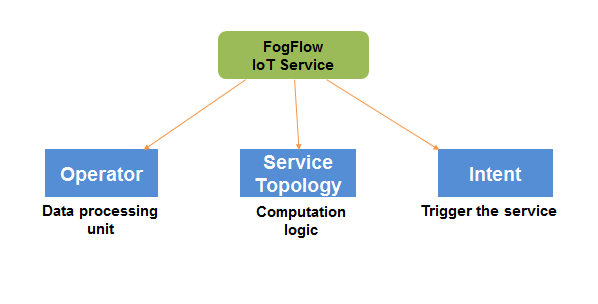 FogFlow
IoT Service
Operator
Service
Topology
Intent
Data processing
unit
Computation
logic
Trigger the service